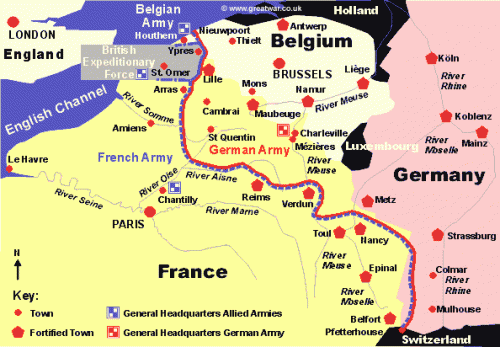 © www.greatwar.co.uk
Holland
LONDON
England
Belgian
Army
Houthem
Nieuwpoort
Antwerp
Thielt
Belgium
Ypres
British
Expeditionary
Force
St. Omer
Lille
BRUSSELS
Köln
River
Rhine
Liège
Mons
Namur
River Meuse
Arras
English Channel
Cambrai
Maubeuge
River Somme
Amiens
Koblenz
River
Moselle
Mainz
St Quentin
Charleville
Mézières
German Army
Luxembourg
French Army
River
Meuse
Le Havre
River Oise
River Aisne
Germany
Chantilly
Reims
Verdun
Metz
River Seine
River Marne
PARIS
Toul
Nancy
Strassburg
River
Meuse
N
France
Epinal
Colmar
River
Rhine
River
Moselle
Key:
Town
General Headquarters Allied Armies
Belfort
Mulhouse
Fortified Town
General Headquarters German Army
Pfetterhouse
Switzerland